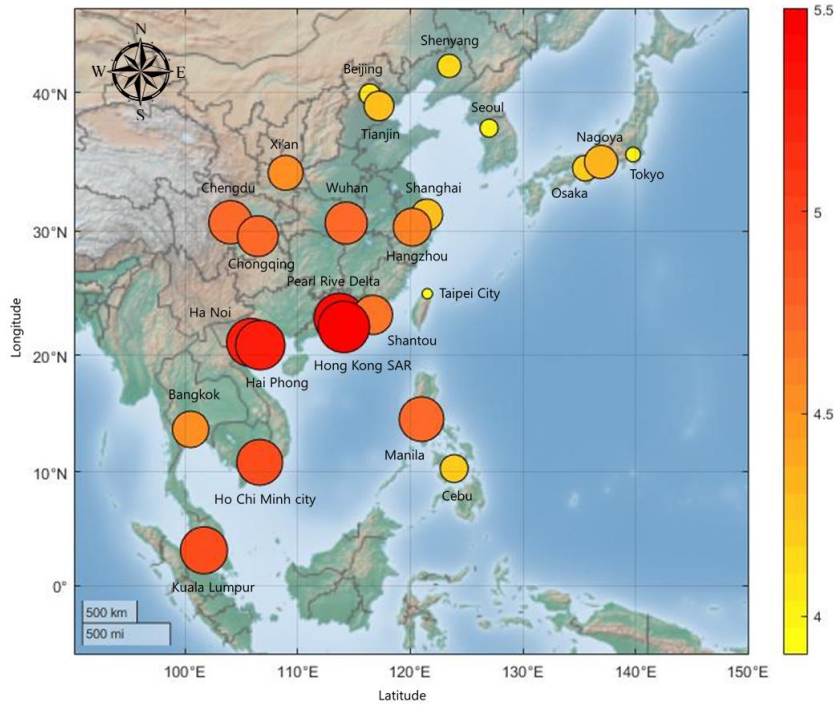 5.5
N
W E
S
Shenyang
Beijing
40°N
Tianjin
Seoul
Nagoya
Xi'an
Osaka
Tokyo
Chengdu
Wuhan
Shanghai
5
30°N
Chongqing
Hangzhou
Pearl Rive Delta
Taipei City
Ha Noi
Shantou
Longitude
20°N
Hong Kong SAR
Hai Phong
Bangkok
4.5
Manila
10°N
Cebu
Ho Chi Minh city
Kuala Lumpur
0°
500 km
500 mi
4
100°E 110°E 120°E 130°E 140°E 150°E
Latitude